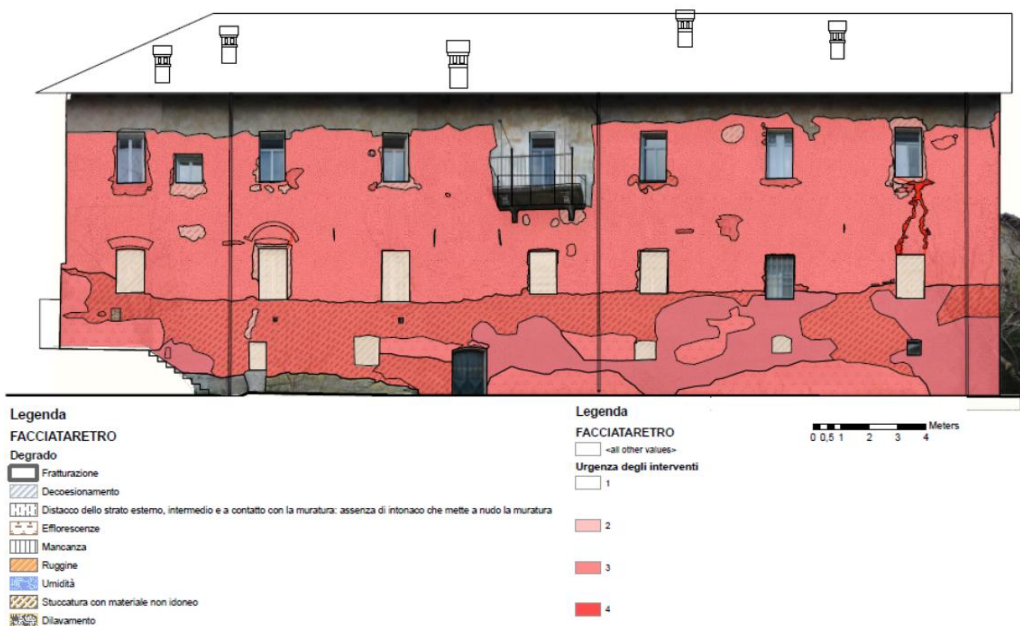 Legenda
FACCIATARETRO
Degrado
Fratturazione
Decoesionamento
Distacco dello strato esterno, intermedio e a contatto con la muratura: assenza di intonaco che mette a nudo la muratura
Efflorescenze
Mancanza
Ruggine
Umidità
Stuccatura con materiale non idoneo
Dilavamento
Legenda
FACCIATARETRO
<all other values>
Urgenza degli interventi
1
2
3
4
Meters
0 0,5 1 2 3 4